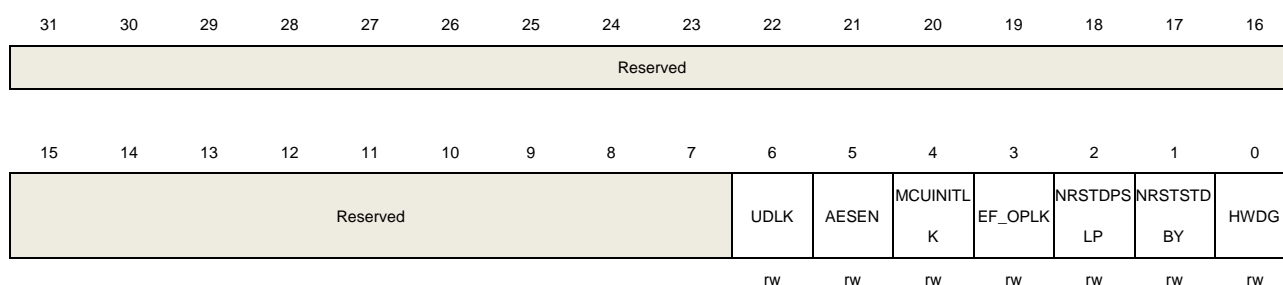 31 30 29 28 27 26 25 24 23 22 21 20 19 18 17 16
Reserved
15 14 13 12 11 10 9 8 7 6 5 4 3 2 1 0
Reserved UDLK AESEN MCUINITL EF_OPLK NRSTDPS NRSTSTD HWDG
K LP BY
rw rw rw rw rw rw rw